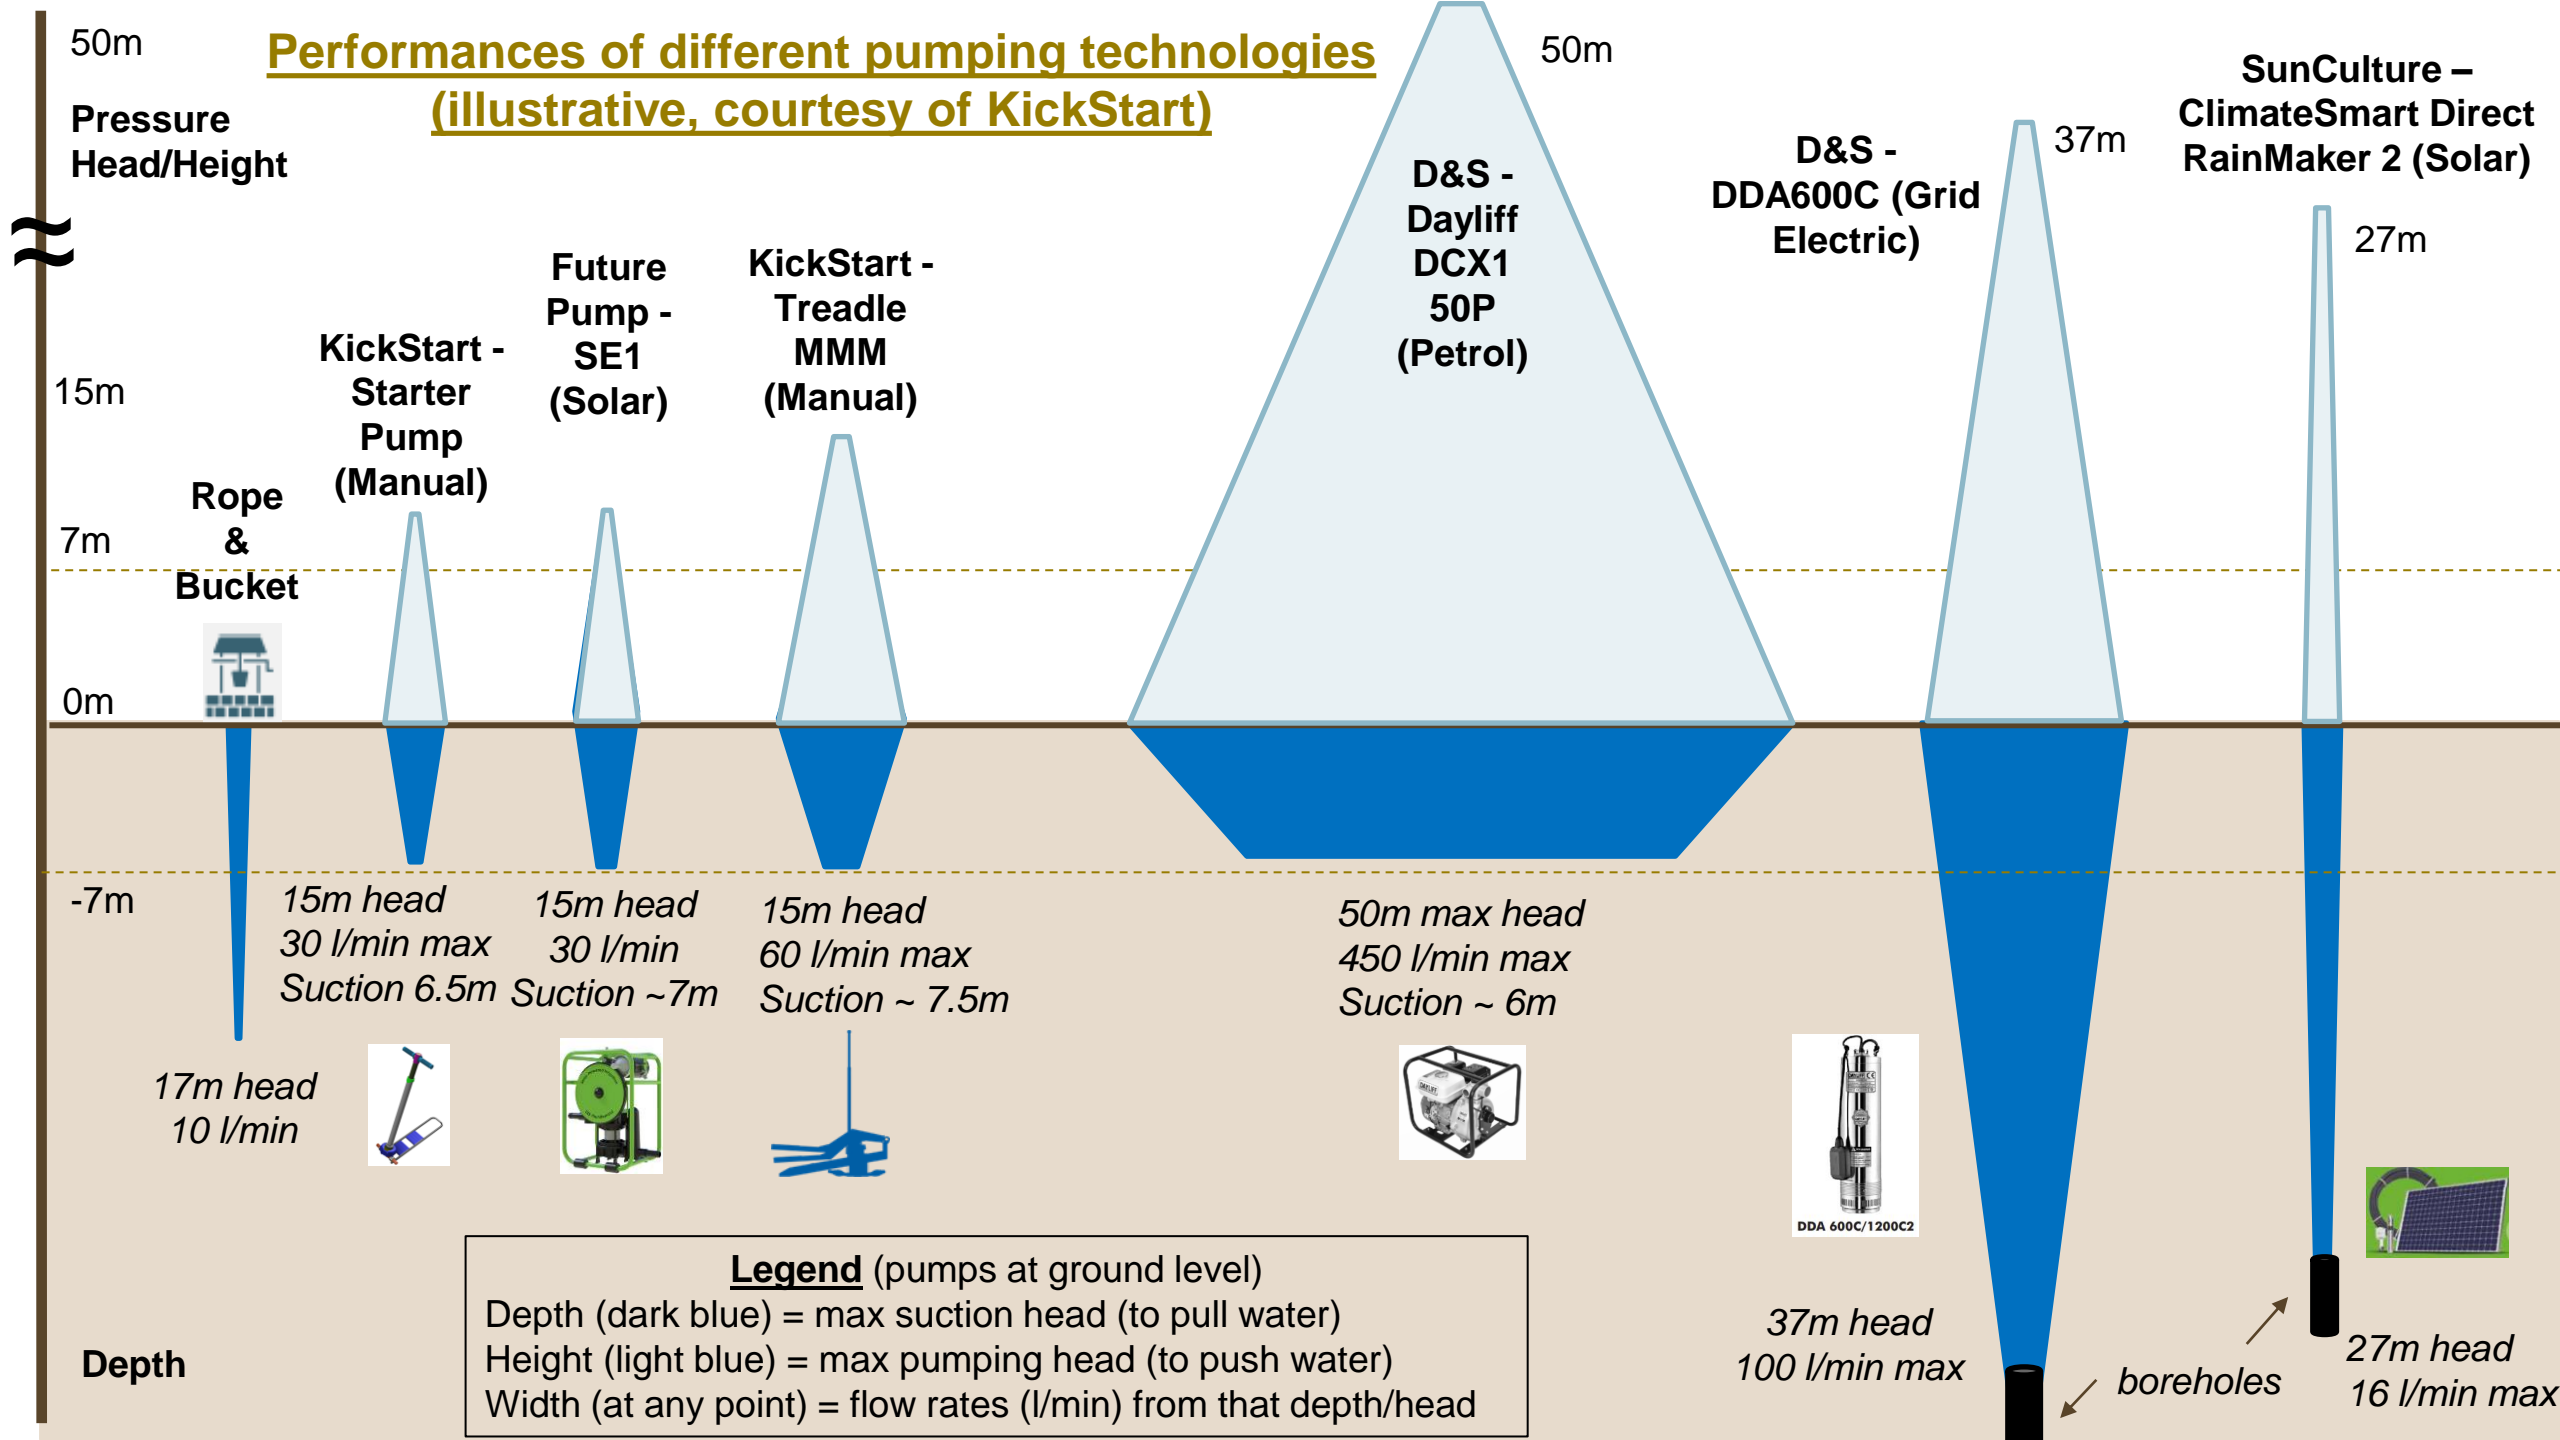 Performances of different pumping technologies
(illustrative, courtesy of KickStart)
50m
Pressure
Head/Height
15m
7m
0m
-7m
Depth
Rope
&
Bucket
17m head
10 l/min
KickStart -
Starter
Pump
(Manual)
15m head
30 l/min max
Suction 6.5m
Future
Pump -
SE1
(Solar)
15m head
30 l/min
Suction ~7m
KickStart -
Treadle
MMM
(Manual)
15m head
60 l/min max
Suction ~ 7.5m
50m
D&S -
Dayliff
DCX1
50P
(Petrol)
50m max head
450 l/min max
Suction ~ 6m
D&S -
DDA600C (Grid
Electric)
37m
DAYLIFF
DDA 600C/1200C2
37m head
100 l/min max
SunCulture –
ClimateSmart Direct
RainMaker 2 (Solar)
27m
27m head
16 l/min max
boreholes
Legend (pumps at ground level)
Depth (dark blue) = max suction head (to pull water)
Height (light blue) = max pumping head (to push water)
Width (at any point) = flow rates (l/min) from that depth/head